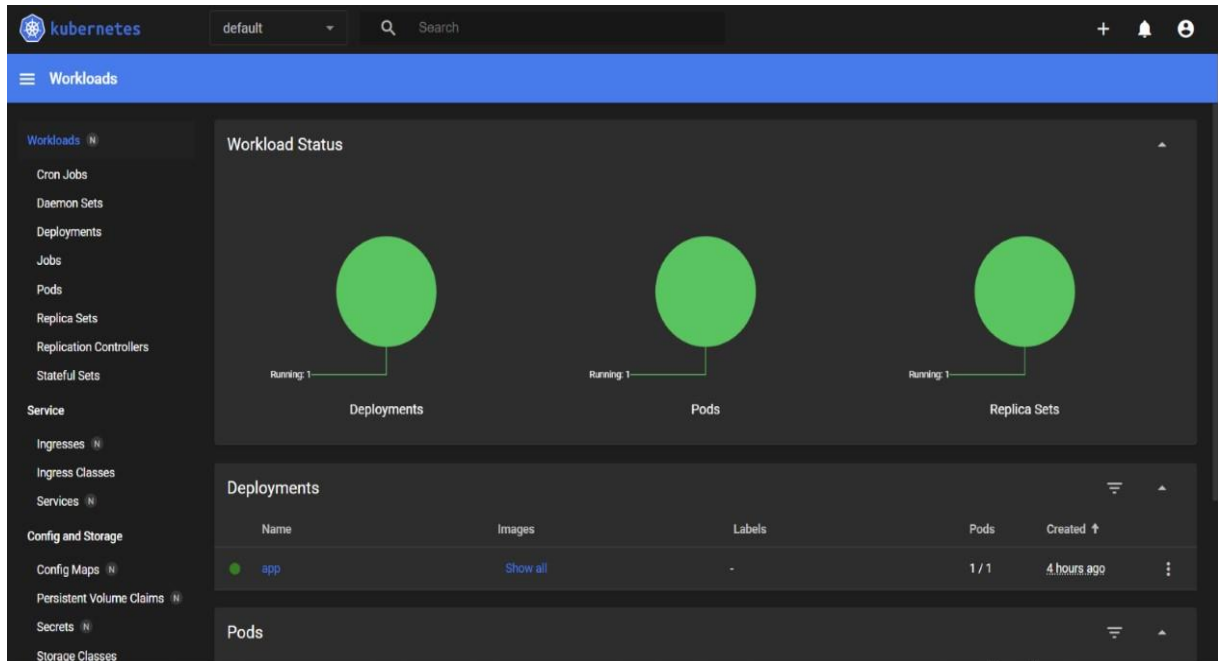 kubernetes
default
Search
Workloads
Workloads N
Cron Jobs
Daemon Sets
Deployments
Jobs
Pods
Replica Sets
Replication Controllers
Stateful Sets
Service
Ingresses N
Ingress Classes
Services N
Config and Storage
Config Maps N
Persistent Volume Claims N
Secrets N
Storage Classes
Workload Status
Running: 1
Running: 1
Running: 1
Deployments Pods Replica Sets
Deployments
Name Images Labels Pods Created ↑
app Show all - 1 / 1 4 hours ago
Pods